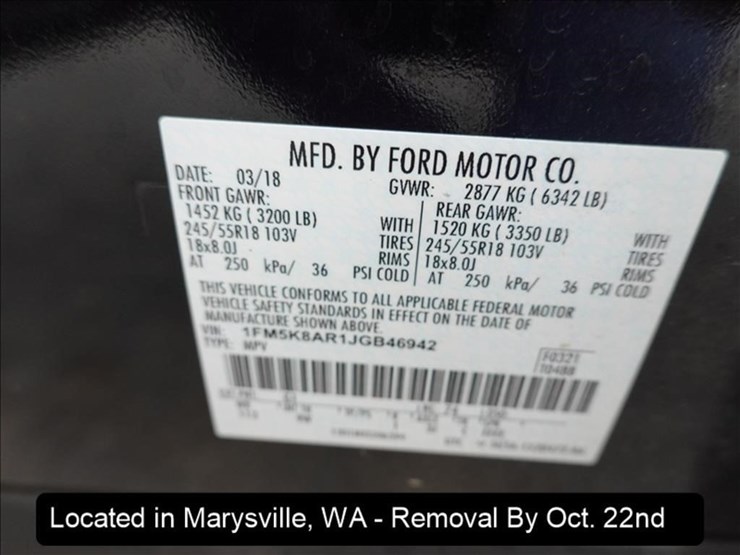 MFD. BY FORD MOTOR CO.
DATE: 03/18 GVWR: 2877 KG ( 6342 LB)
FRONT GAWR: REAR GAWR:
1452 KG ( 3200 LB) WITH 1520 KG ( 3350 LB) WITH
245/55R18 103V TIRES 245/55R18 103V TIRES
18x8.0J RIMS 18x8.0J RIMS
AT 250 kPa/ 36 PSI COLD AT 250 kPa/ 36 PSI COLD
THIS VEHICLE CONFORMS TO ALL APPLICABLE FEDERAL MOTOR
VEHICLE SAFETY STANDARDS IN EFFECT ON THE DATE OF
MANUFACTURE SHOWN ABOVE.
VIN: 1FM5K8AR1JGB46942
TYPE: MPV
F0321
Located in Marysville, WA - Removal By Oct. 22nd